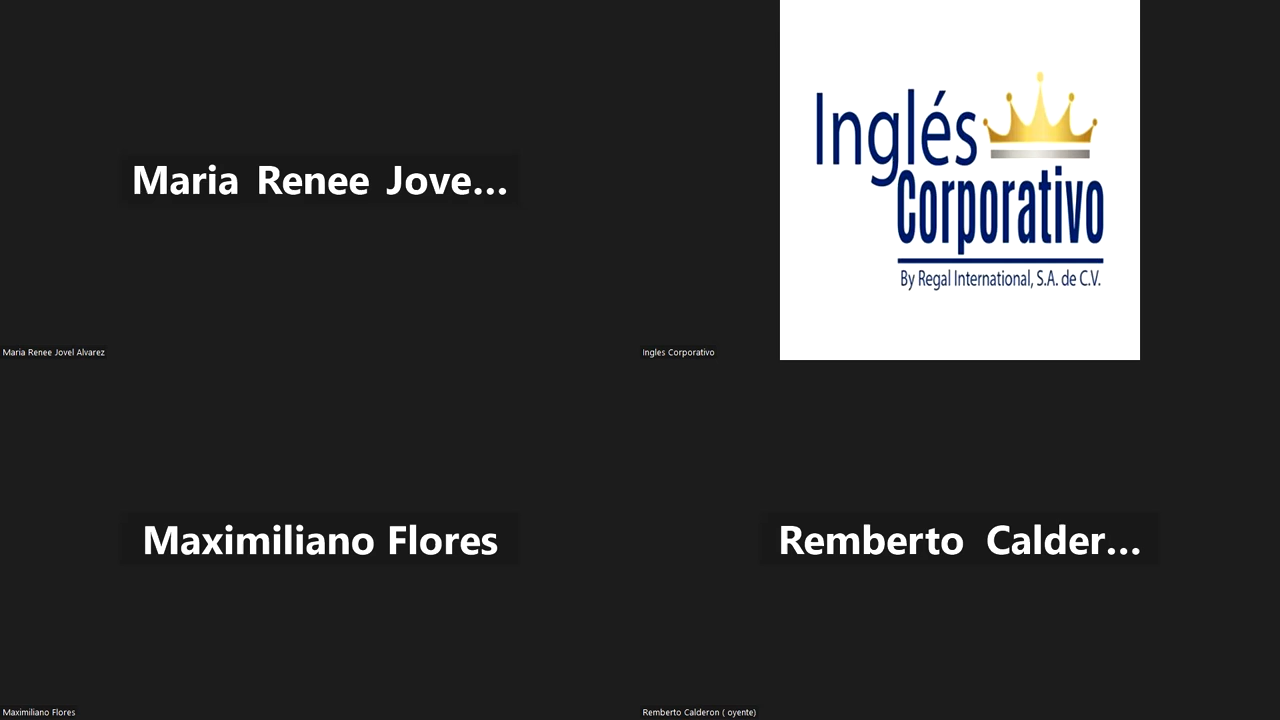 Maria Renee Jove...
Maria Renee Jovel Alvarez
Inglés
Corporativo
By Regal International, S.A. de C.V.
Ingles Corporativo
Maximiliano Flores
Maximiliano Flores
Remberto Calder...
Remberto Calderon ( oyente)